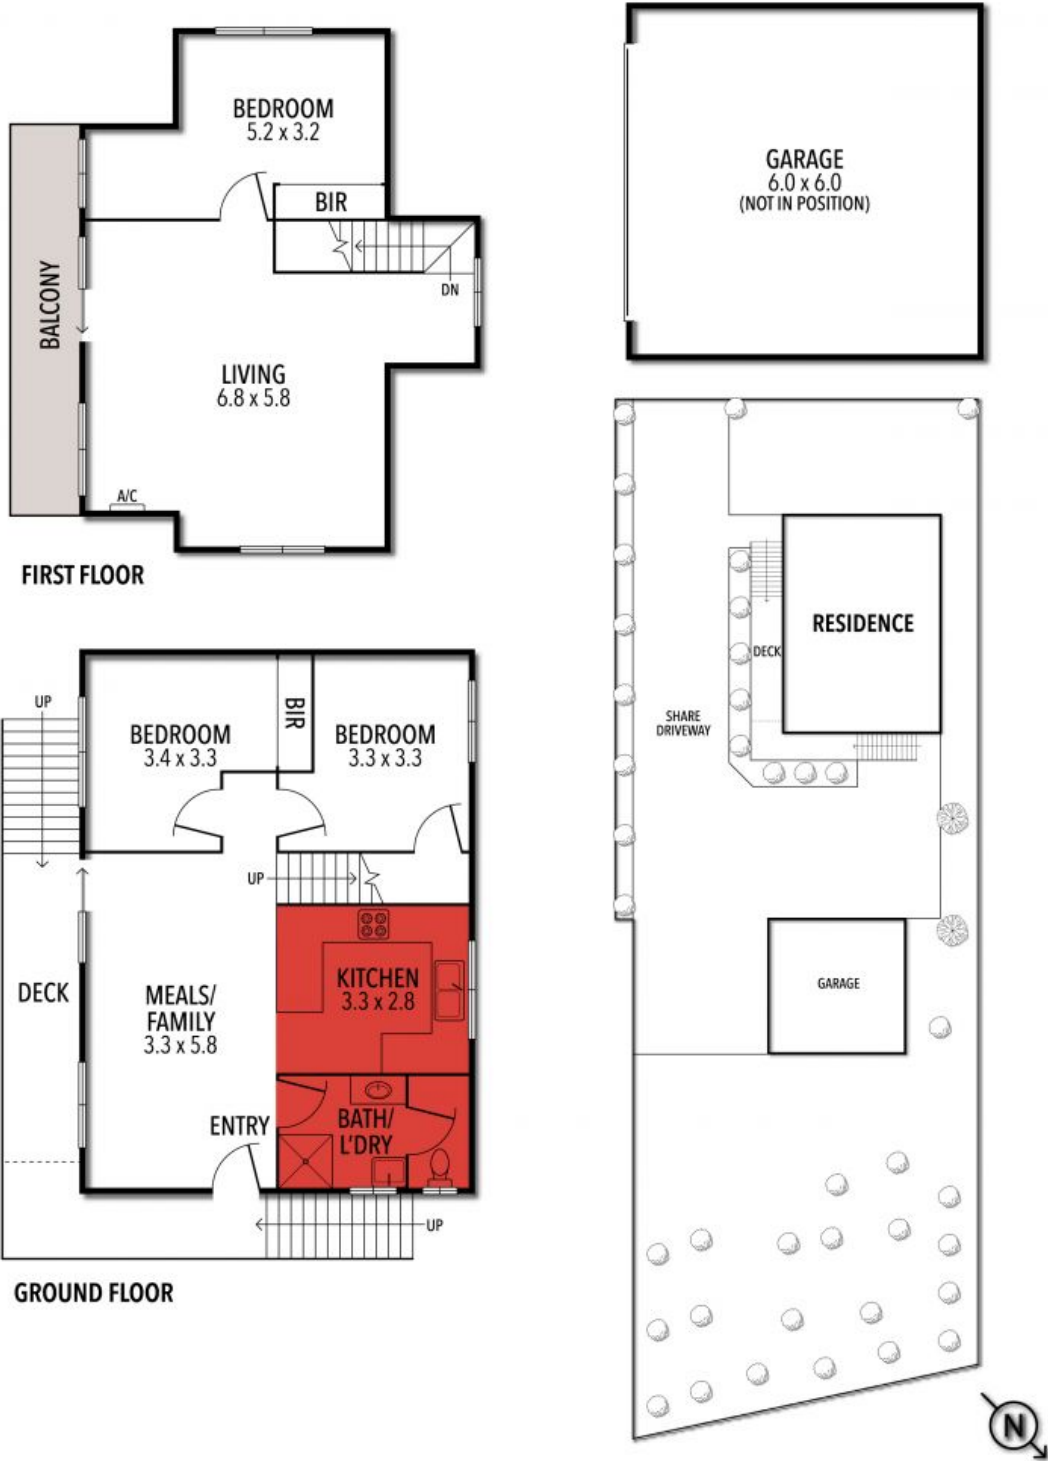 BEDROOM
5.2 x 3.2
BIR
DN
BALCONY
LIVING
6.8 x 5.8
A/C
FIRST FLOOR
GARAGE
6.0 x 6.0
(NOT IN POSITION)
UP
BEDROOM
3.4 x 3.3
BIR
BEDROOM
3.3 x 3.3
UP
DECK
MEALS/
FAMILY
3.3 x 5.8
KITCHEN
3.3 x 2.8
ENTRY
BATH/
L'DRY
UP
GROUND FLOOR
RESIDENCE
DECK
SHARE
DRIVEWAY
GARAGE
N